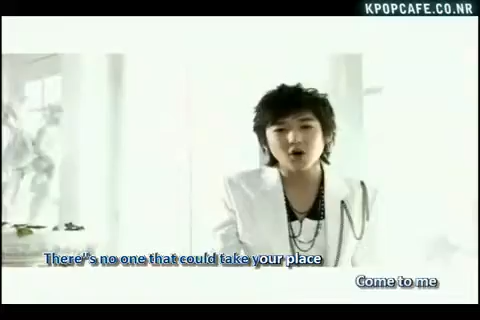 KPOPCAFE.CO.NR
There''s no one that could take your place
Come to me